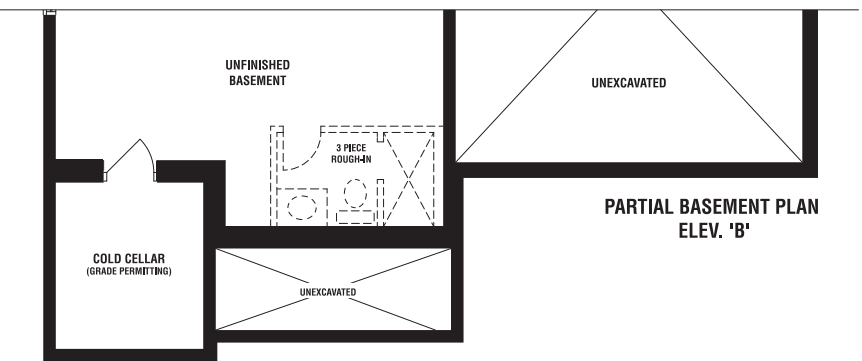 UNFINISHED
BASEMENT
UNEXCAVATED
3 PIECE
ROUGH-IN
PARTIAL BASEMENT PLAN
ELEV. 'B'
COLD CELLAR
(GRADE PERMITTING)
UNEXCAVATED